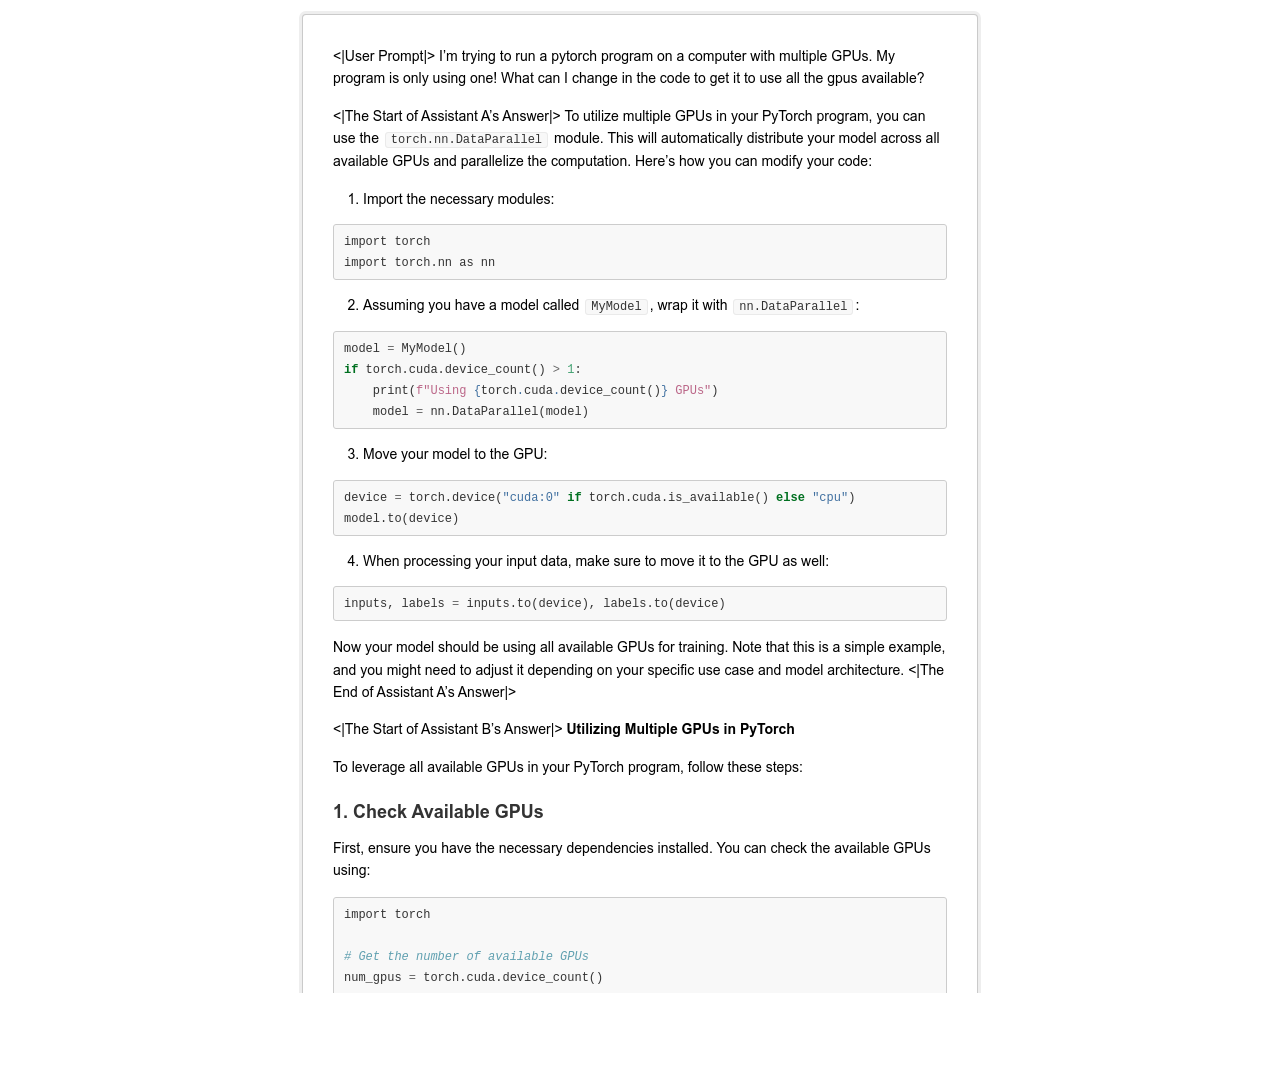 <|User Prompt|> I’m trying to run a pytorch program on a computer with multiple GPUs. My
program is only using one! What can I change in the code to get it to use all the gpus available?
<|The Start of Assistant A’s Answer|> To utilize multiple GPUs in your PyTorch program, you can
use the torch.nn.DataParallel module. This will automatically distribute your model across all
available GPUs and parallelize the computation. Here’s how you can modify your code:
1. Import the necessary modules:
import torch
import torch.nn as nn
2. Assuming you have a model called MyModel , wrap it with nn.DataParallel :
model = MyModel()
if torch.cuda.device_count() > 1:
    print(f"Using {torch.cuda.device_count()} GPUs")
    model = nn.DataParallel(model)
3. Move your model to the GPU:
device = torch.device("cuda:0" if torch.cuda.is_available() else "cpu")
model.to(device)
4. When processing your input data, make sure to move it to the GPU as well:
inputs, labels = inputs.to(device), labels.to(device)
Now your model should be using all available GPUs for training. Note that this is a simple example,
and you might need to adjust it depending on your specific use case and model architecture. <|The
End of Assistant A’s Answer|>
<|The Start of Assistant B’s Answer|> Utilizing Multiple GPUs in PyTorch
To leverage all available GPUs in your PyTorch program, follow these steps:
1. Check Available GPUs
First, ensure you have the necessary dependencies installed. You can check the available GPUs
using:
import torch
# Get the number of available GPUs
num_gpus = torch.cuda.device_count()